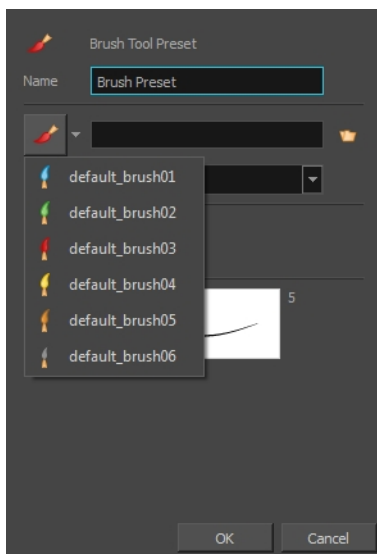 Brush Tool Preset
Name Brush Preset
default_brush01
default_brush02
default_brush03
default_brush04
default_brush05
default_brush06
5
OK Cancel